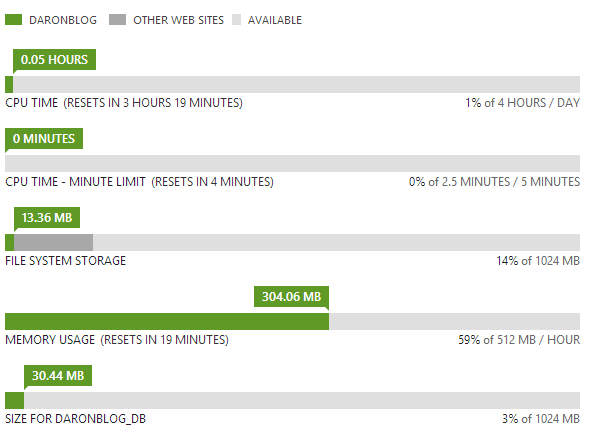 DARONBLOG OTHER WEB SITES AVAILABLE
0.05 HOURS
CPU TIME (RESETS IN 3 HOURS 19 MINUTES) 1% of 4 HOURS / DAY
0 MINUTES
CPU TIME - MINUTE LIMIT (RESETS IN 4 MINUTES) 0% of 2.5 MINUTES / 5 MINUTES
13.36 MB
FILE SYSTEM STORAGE 14% of 1024 MB
304.06 MB
MEMORY USAGE (RESETS IN 19 MINUTES) 59% of 512 MB / HOUR
30.44 MB
SIZE FOR DARONBLOG_DB 3% of 1024 MB